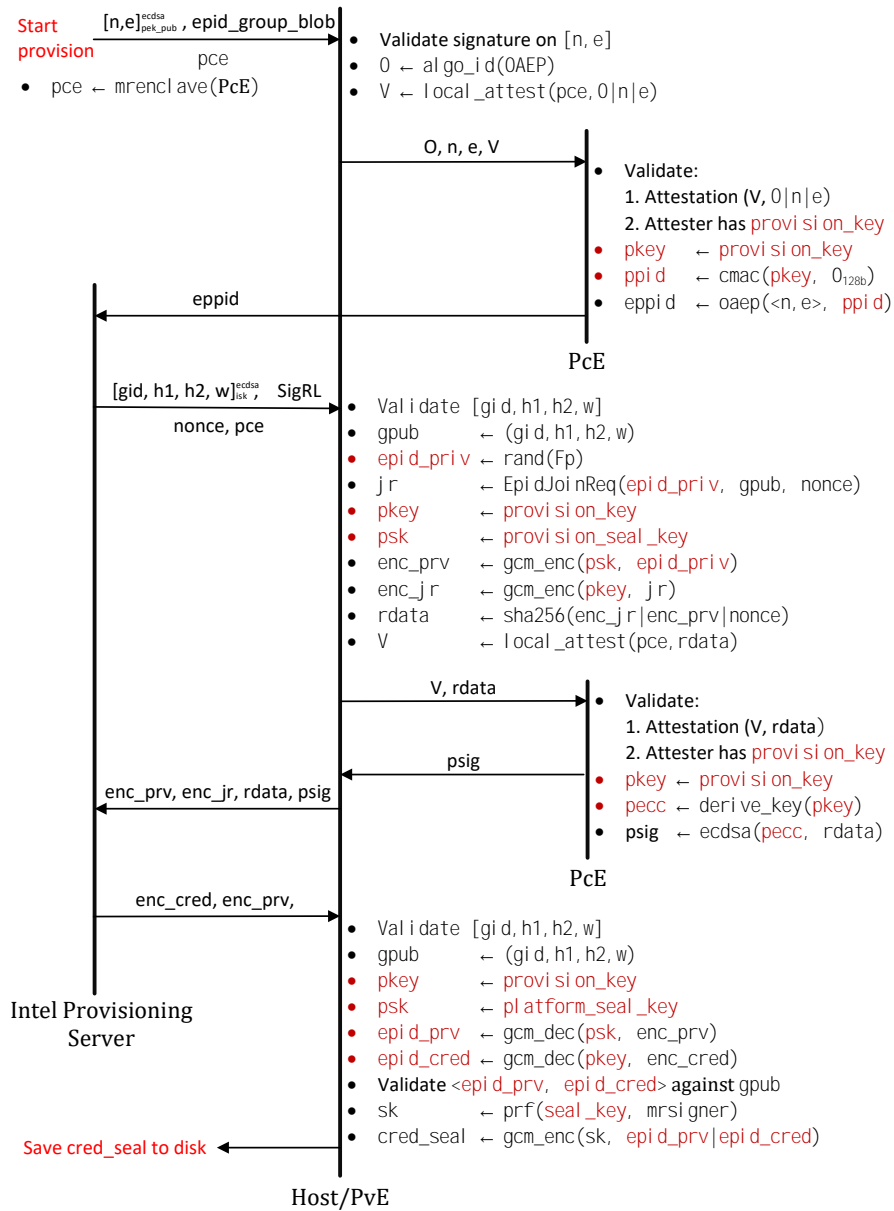 Start
provision
[n,e]ecdsa pek_pub , epid_group_blob
pce
• pce ← mrenclave(PcE)
• Validate signature on [n, e]
• O ← algo_id(OAEP)
• V ← local_attest(pce,O|n|e)
O, n, e, V
• Validate:
1. Attestation (V, O|n|e)
2. Attester has provision_key
• pkey ← provision_key
• ppid ← cmac(pkey, 0128b)
• eppid ← oaep(<n,e>, ppid)
eppid
PcE
[gid, h1, h2, w]ecdsa isk , SigRL
nonce, pce
• Validate [gid,h1,h2,w]
• gpub ← (gid,h1,h2,w)
• epid_priv ← rand(Fp)
• jr ← EpidJoinReq(epid_priv, gpub, nonce)
• pkey ← provision_key
• psk ← provision_seal_key
• enc_prv ← gcm_enc(psk, epid_priv)
• enc_jr ← gcm_enc(pkey, jr)
• rdata ← sha256(enc_jr|enc_prv|nonce)
• V ← local_attest(pce,rdata)
V, rdata
• Validate:
1. Attestation (V, rdata)
2. Attester has provision_key
• pkey ← provision_key
• pecc ← derive_key(pkey)
• psig ← ecdsa(pecc, rdata)
psig
enc_prv, enc_jr, rdata, psig
PcE
enc_cred, enc_prv,
• Validate [gid,h1,h2,w]
• gpub ← (gid,h1,h2,w)
• pkey ← provision_key
• psk ← platform_seal_key
• epid_prv ← gcm_dec(psk, enc_prv)
• epid_cred ← gcm_dec(pkey, enc_cred)
• Validate <epid_prv, epid_cred> against gpub
• sk ← prf(seal_key, mrsigner)
• cred_seal ← gcm_enc(sk, epid_prv|epid_cred)
Intel Provisioning
Server
Save cred_seal to disk
Host/PvE